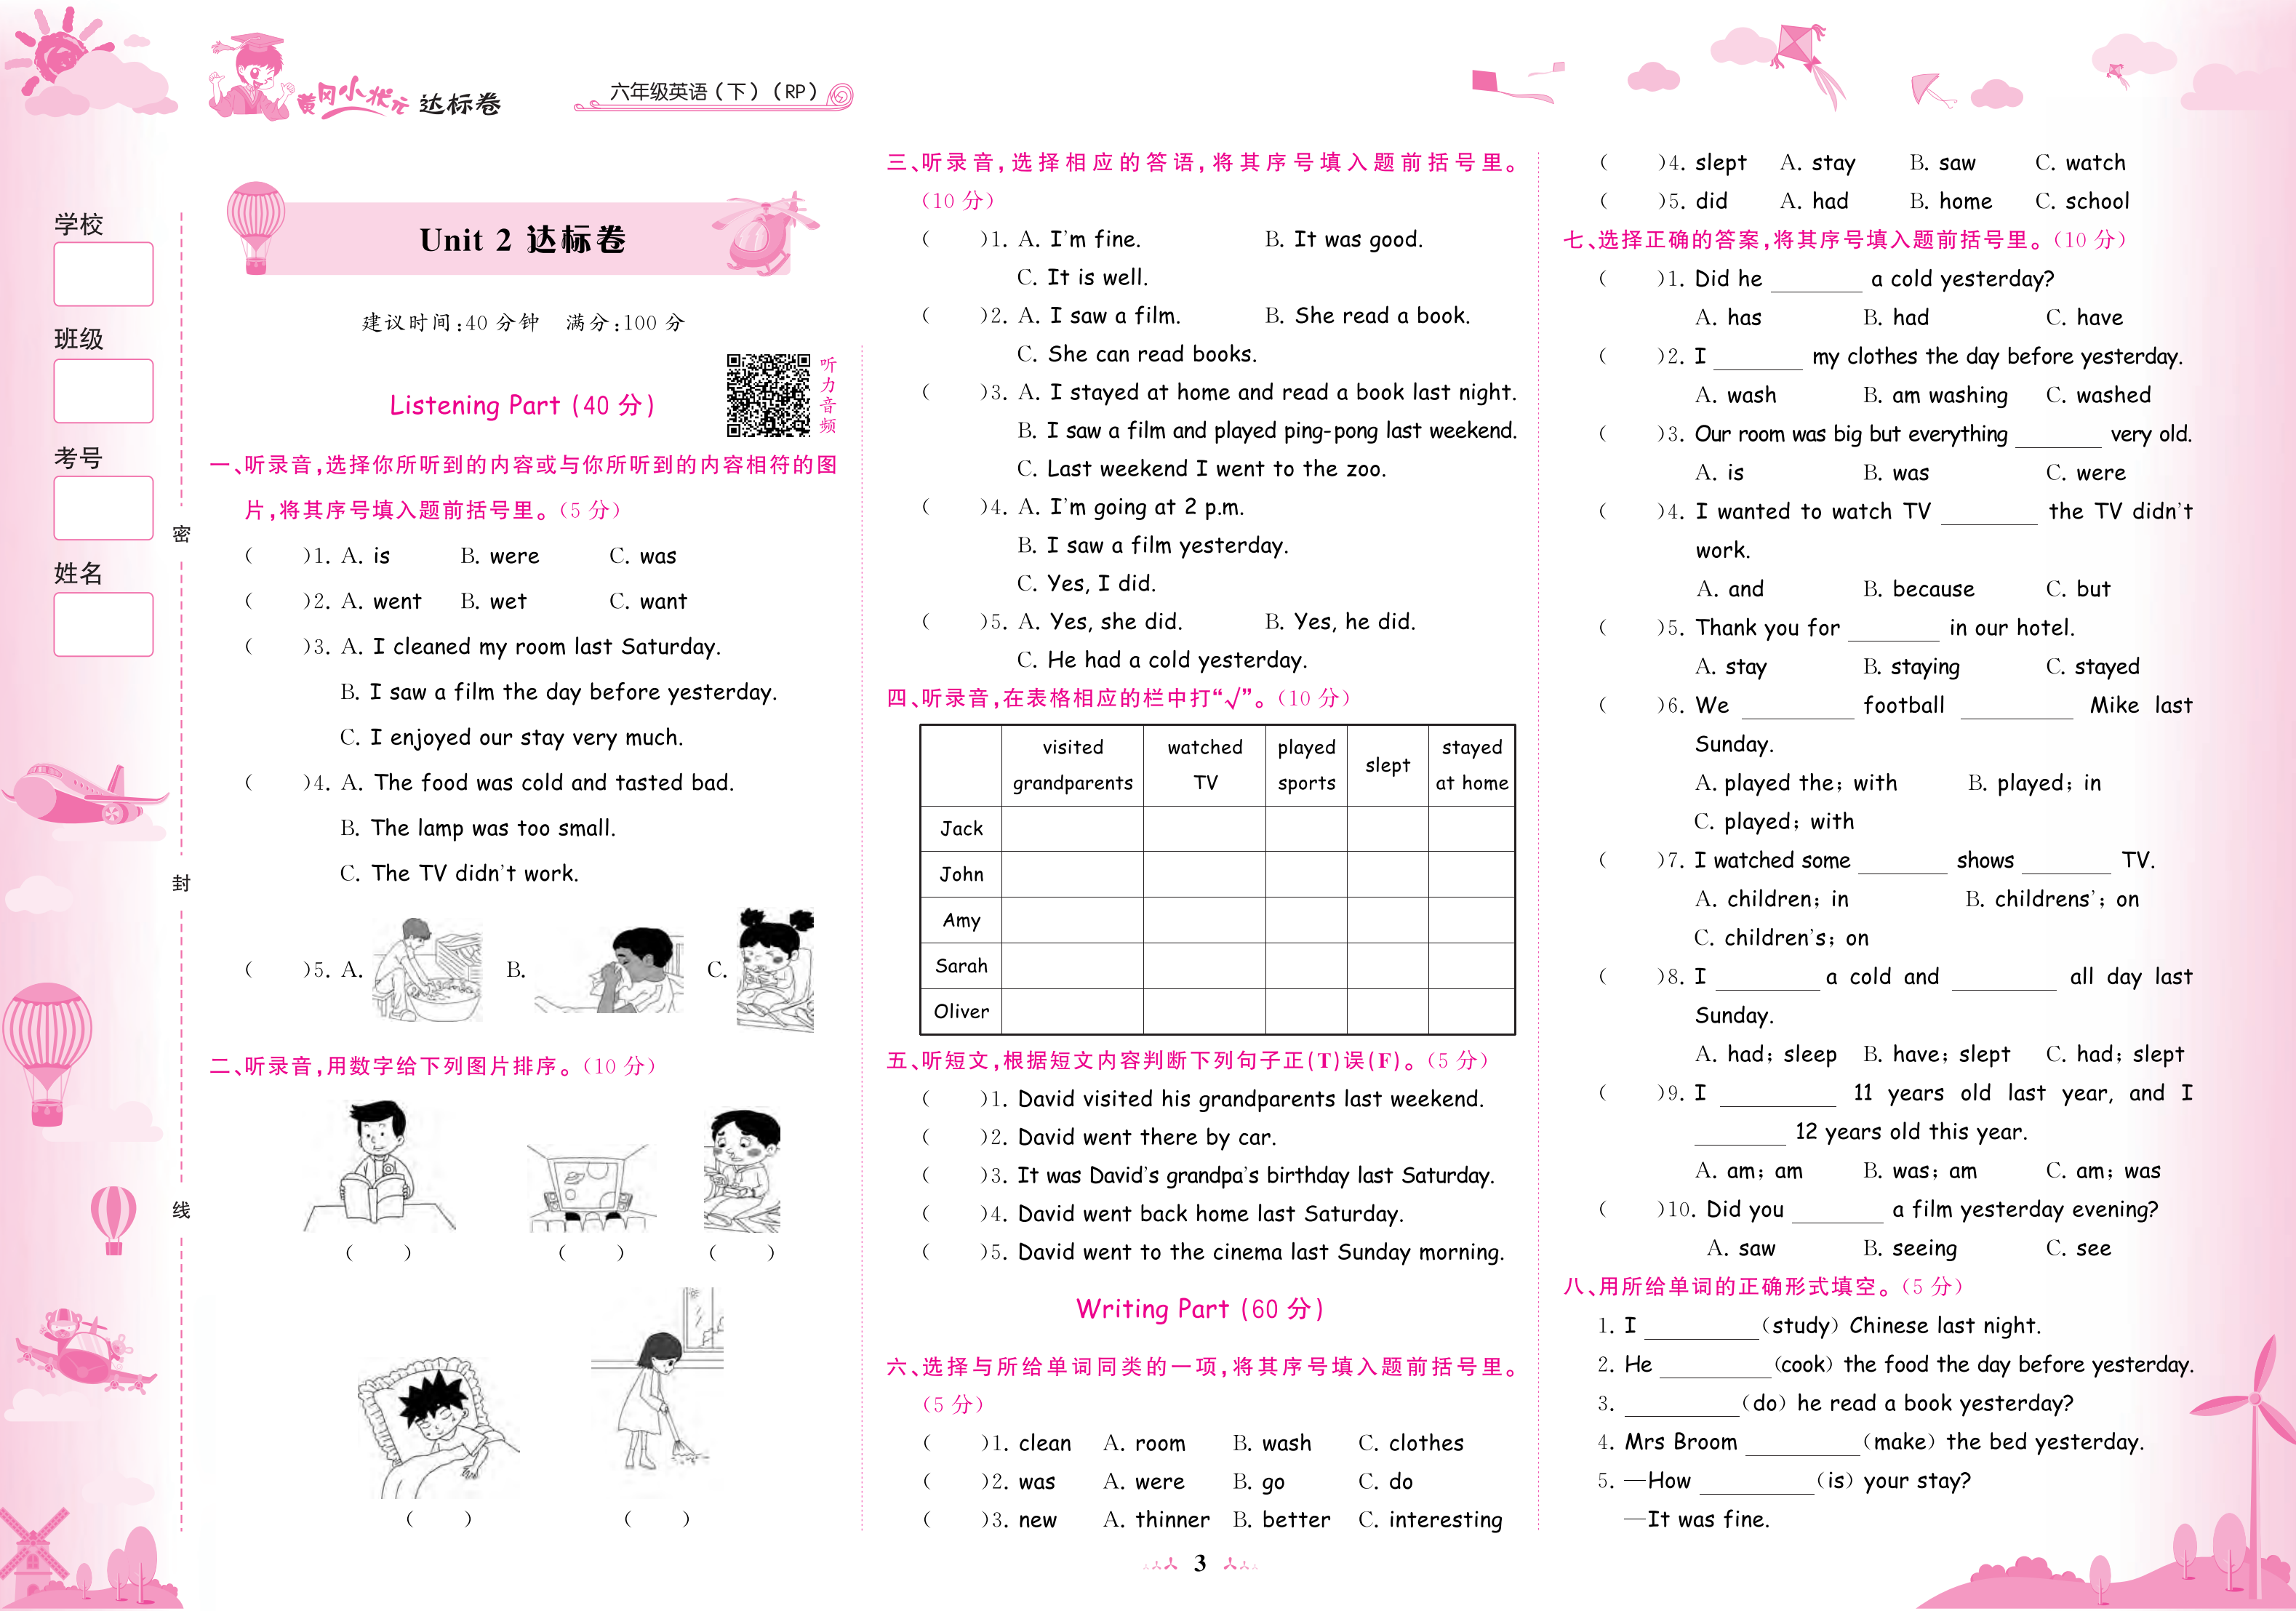 黄冈小状元 达标卷
六年级英语（下）（RP）
学校
班级
考号
姓名
密
封
线
Unit 2 达标卷
建议时间:40 分钟　满分:100 分
听力音频
Listening Part (40 分)
一、听录音,选择你所听到的内容或与你所听到的内容相符的图
片,将其序号填入题前括号里。(5 分)
(　　)1. A. is　B. were　C. was
(　　)2. A. went　B. wet　C. want
(　　)3. A. I cleaned my room last Saturday.
B. I saw a film the day before yesterday.
C. I enjoyed our stay very much.
(　　)4. A. The food was cold and tasted bad.
B. The lamp was too small.
C. The TV didn't work.
(　　)5. A.　B.　C.
二、听录音,用数字给下列图片排序。(10 分)
(　　)　(　　)　(　　)
(　　)　(　　)
三、听录音,选择相应的答语,将其序号填入题前括号里。
(10 分)
(　　)1. A. I'm fine.　B. It was good.
C. It is well.
(　　)2. A. I saw a film.　B. She read a book.
C. She can read books.
(　　)3. A. I stayed at home and read a book last night.
B. I saw a film and played ping-pong last weekend.
C. Last weekend I went to the zoo.
(　　)4. A. I'm going at 2 p.m.
B. I saw a film yesterday.
C. Yes, I did.
(　　)5. A. Yes, she did.　B. Yes, he did.
C. He had a cold yesterday.
四、听录音,在表格相应的栏中打“√”。(10 分)
visited grandparents　watched TV　played sports　slept　stayed at home
Jack
John
Amy
Sarah
Oliver
五、听短文,根据短文内容判断下列句子正(T)误(F)。(5 分)
(　　)1. David visited his grandparents last weekend.
(　　)2. David went there by car.
(　　)3. It was David's grandpa's birthday last Saturday.
(　　)4. David went back home last Saturday.
(　　)5. David went to the cinema last Sunday morning.
Writing Part (60 分)
六、选择与所给单词同类的一项,将其序号填入题前括号里。
(5 分)
(　　)1. clean　A. room　B. wash　C. clothes
(　　)2. was　A. were　B. go　C. do
(　　)3. new　A. thinner　B. better　C. interesting
(　　)4. slept　A. stay　B. saw　C. watch
(　　)5. did　A. had　B. home　C. school
七、选择正确的答案,将其序号填入题前括号里。(10 分)
(　　)1. Did he ________ a cold yesterday?
A. has　B. had　C. have
(　　)2. I ________ my clothes the day before yesterday.
A. wash　B. am washing　C. washed
(　　)3. Our room was big but everything ________ very old.
A. is　B. was　C. were
(　　)4. I wanted to watch TV ________ the TV didn't
work.
A. and　B. because　C. but
(　　)5. Thank you for ________ in our hotel.
A. stay　B. staying　C. stayed
(　　)6. We ________ football ________ Mike last
Sunday.
A. played the; with　B. played; in
C. played; with
(　　)7. I watched some ________ shows ________ TV.
A. children; in　B. childrens'; on
C. children's; on
(　　)8. I ________ a cold and ________ all day last
Sunday.
A. had; sleep　B. have; slept　C. had; slept
(　　)9. I ________ 11 years old last year, and I
________ 12 years old this year.
A. am; am　B. was; am　C. am; was
(　　)10. Did you ________ a film yesterday evening?
A. saw　B. seeing　C. see
八、用所给单词的正确形式填空。(5 分)
1. I ________ (study) Chinese last night.
2. He ________ (cook) the food the day before yesterday.
3. ________ (do) he read a book yesterday?
4. Mrs Broom ________ (make) the bed yesterday.
5. —How ________ (is) your stay?
—It was fine.
3